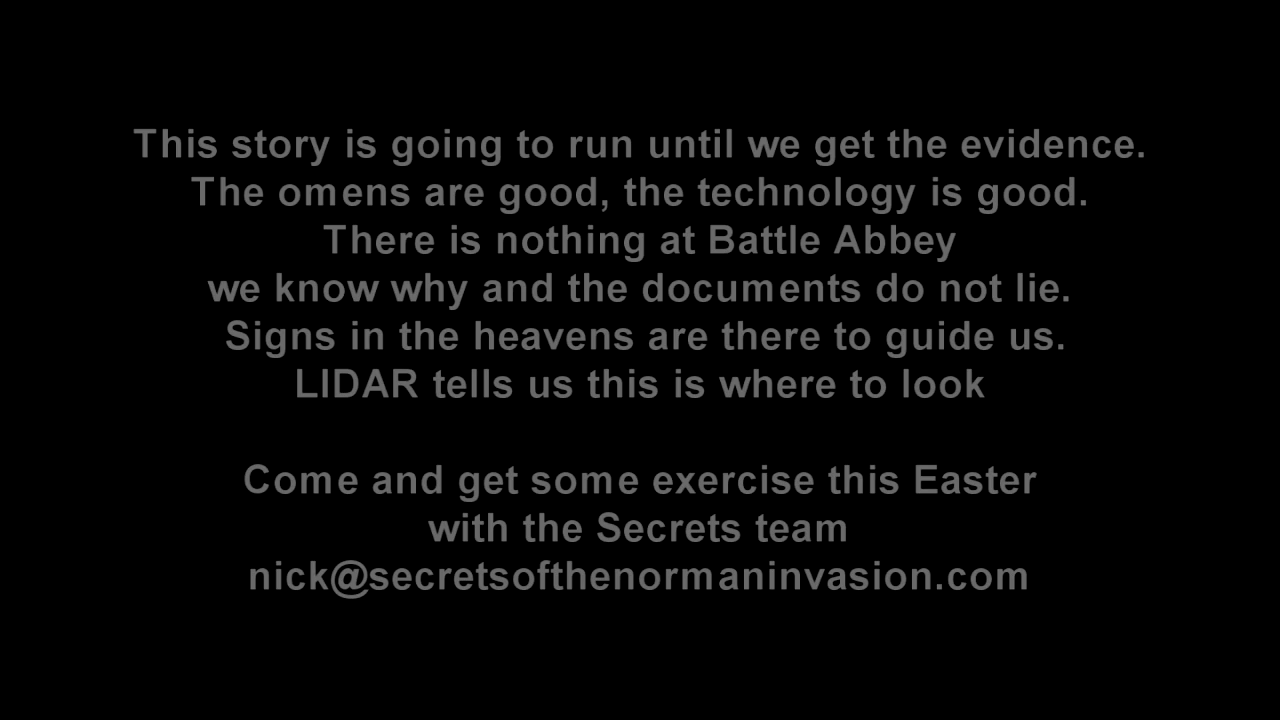 This story is going to run until we get the evidence.
The omens are good, the technology is good.
There is nothing at Battle Abbey
we know why and the documents do not lie.
Signs in the heavens are there to guide us.
LIDAR tells us this is where to look
Come and get some exercise this Easter
with the Secrets team
nick@secretsofthenormaninvasion.com